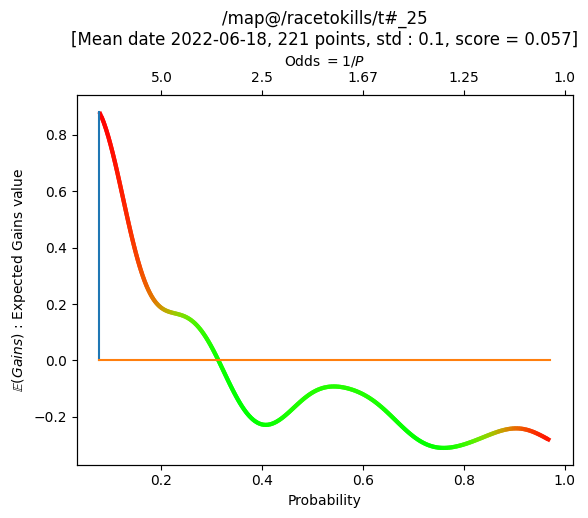 /map@/racetokills/t#_25
[Mean date 2022-06-18, 221 points, std : 0.1, score = 0.057]
Odds = 1/P
5.0 2.5 1.67 1.25 1.0
0.8
0.6
0.4
0.2
0.0
−0.2
𝔼(Gains) : Expected Gains value
0.2 0.4 0.6 0.8 1.0
Probability